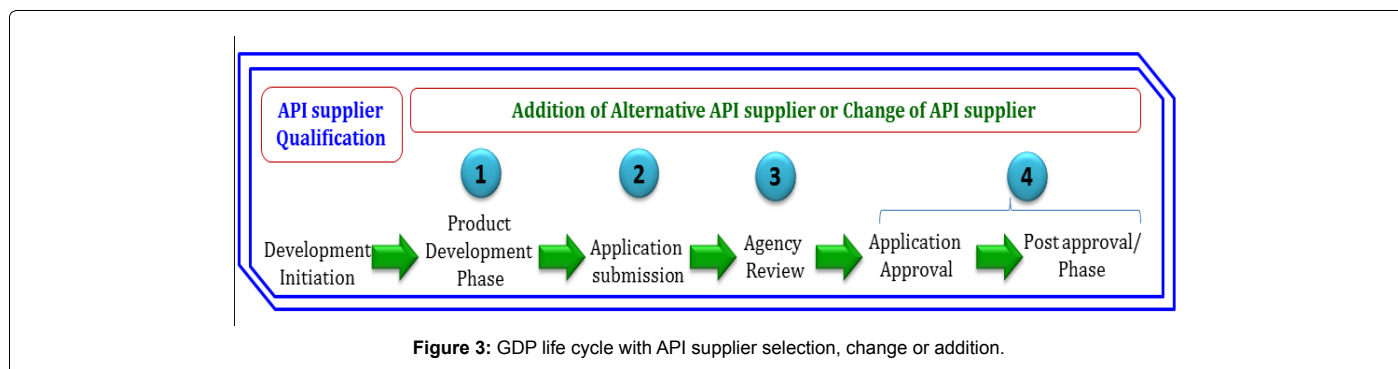 API supplier
Qualification
Addition of Alternative API supplier or Change of API supplier
1
2
3
4
Development
Initiation
Product
Development
Phase
Application
submission
Agency
Review
Application
Approval
Post approval/
Phase
Figure 3: GDP life cycle with API supplier selection, change or addition.